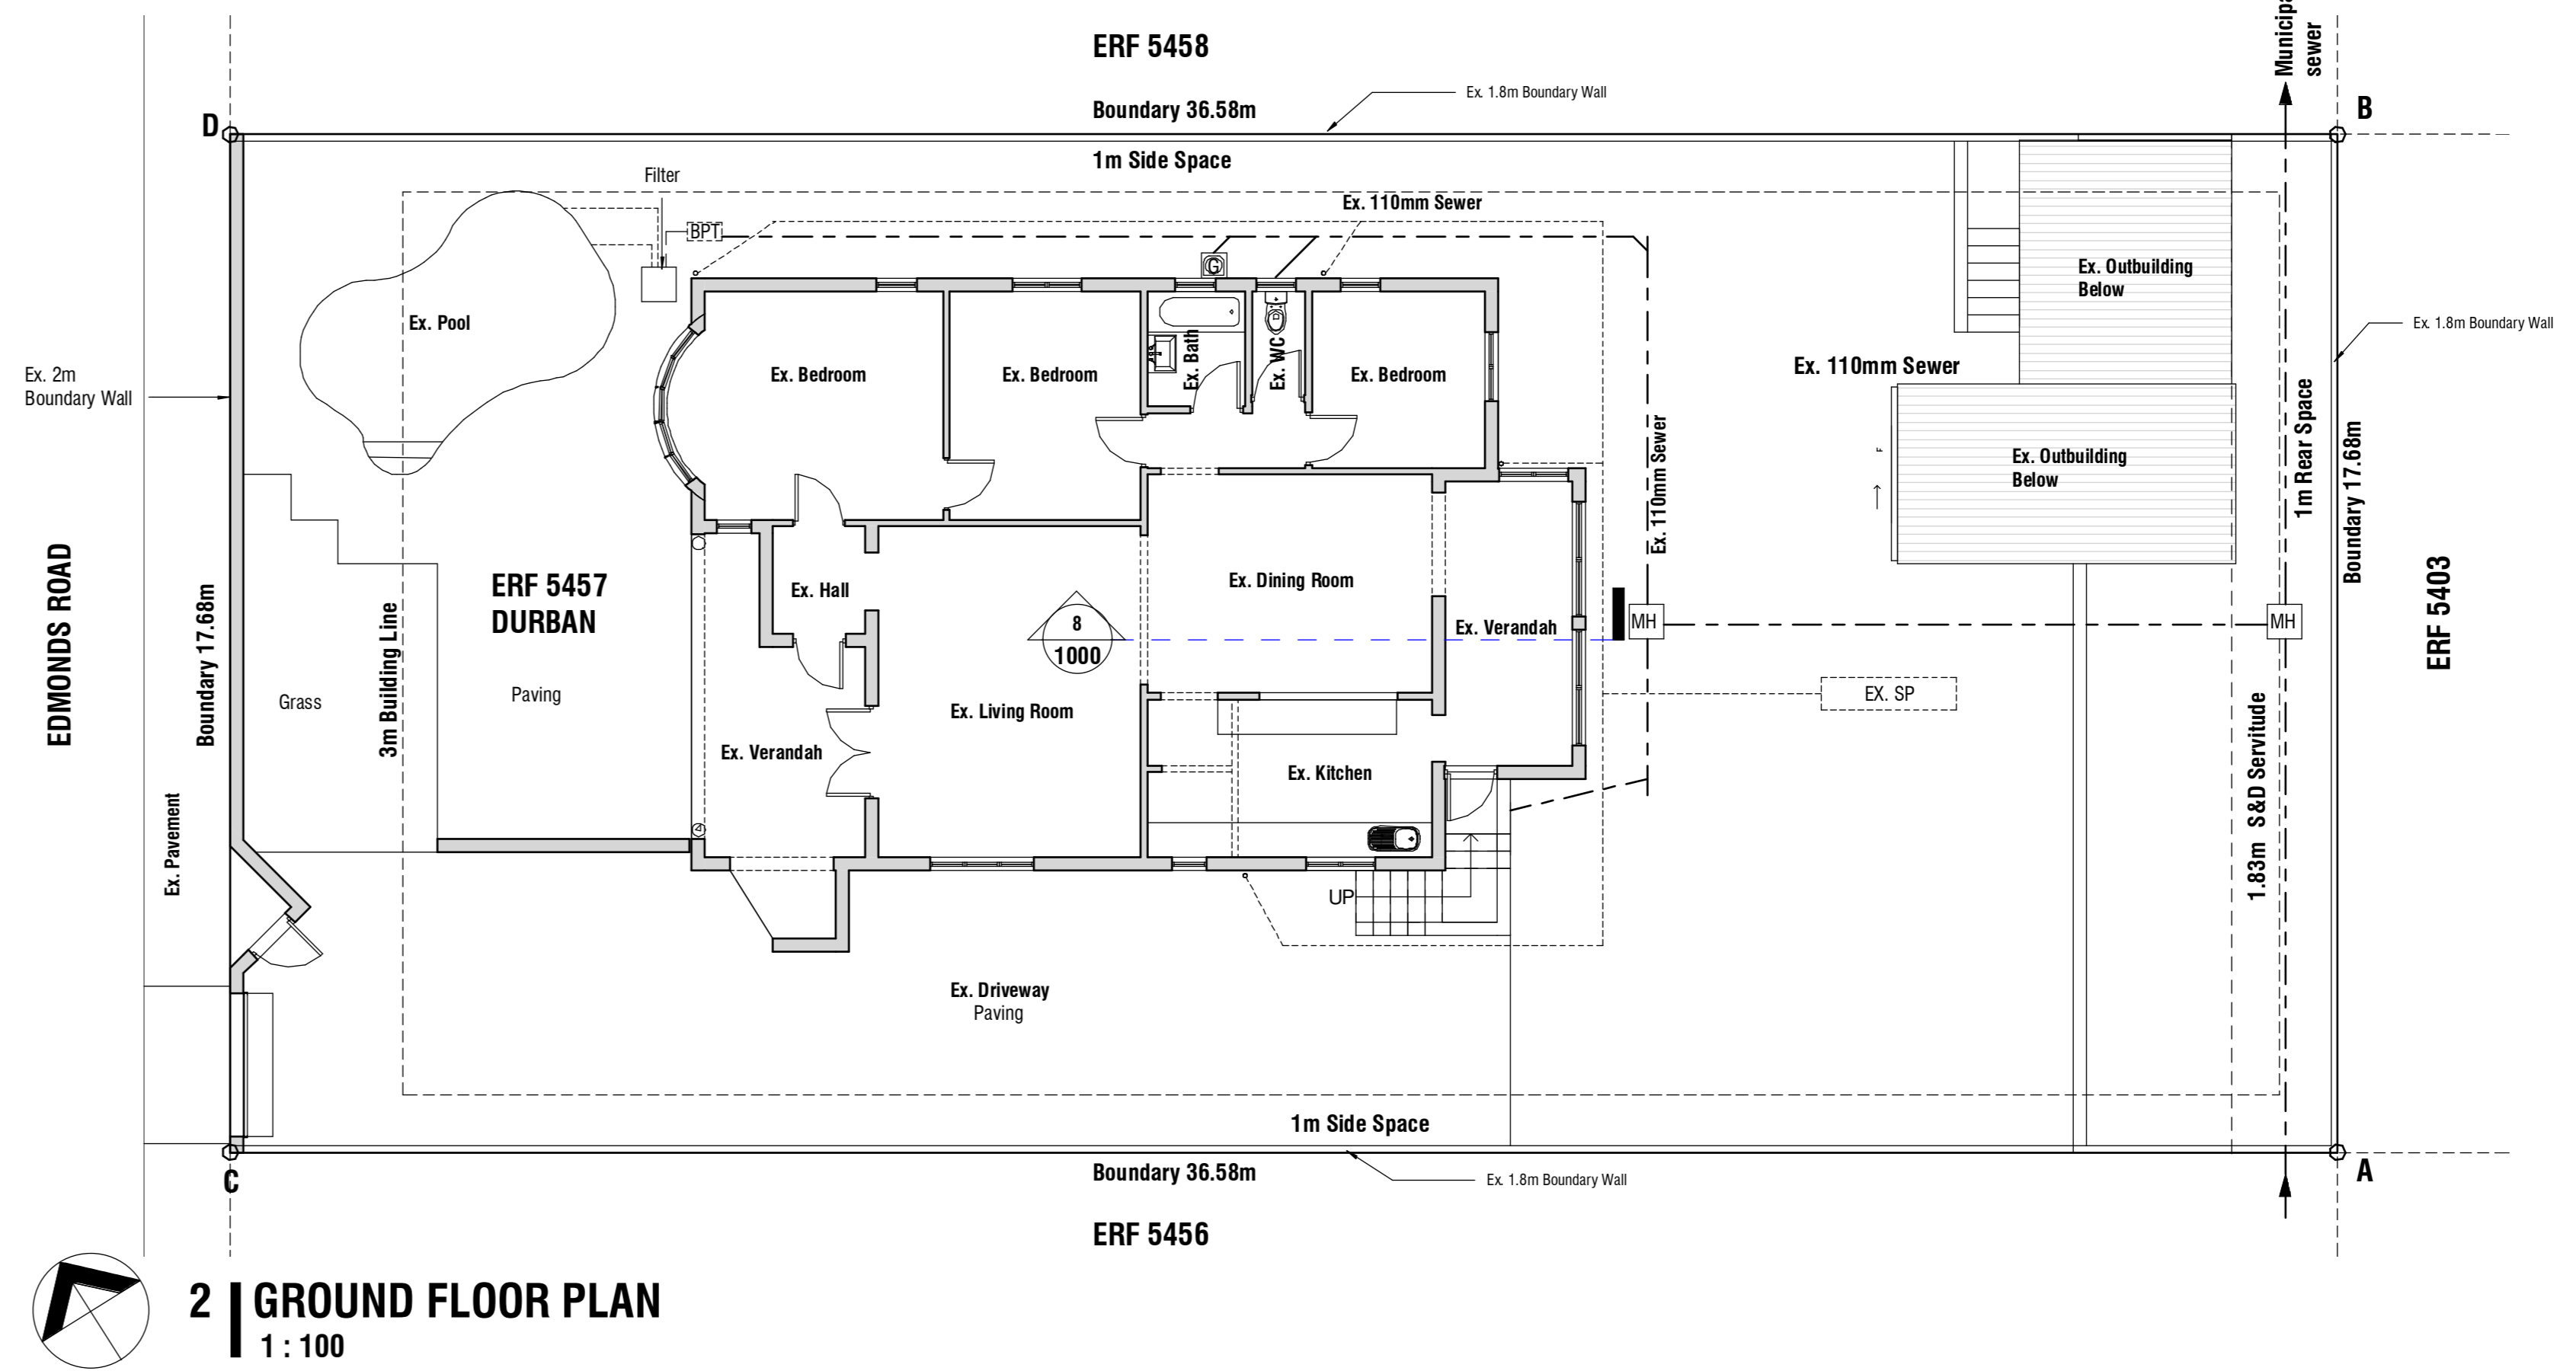 Municipa
sewer
ERF 5458
Ex. 1.8m Boundary Wall
Boundary 36.58m
D
B
1m Side Space
Filter
Ex. 110mm Sewer
BPT
G
Ex. Outbuilding
Below
Ex. Pool
Ex. 1.8m Boundary Wall
Ex. 2m
Boundary Wall
Ex. Bedroom
Ex. Bedroom
Ex. Bath
Ex. WC
Ex. Bedroom
Ex. 110mm Sewer
1m Rear Space
Boundary 17.68m
Ex. Outbuilding
Below
F
Ex. 110mm Sewer
EDMONDS ROAD
Boundary 17.68m
3m Building Line
ERF 5457
DURBAN
Ex. Hall
Ex. Dining Room
8
1000
Ex. Verandah
MH
MH
ERF 5403
Grass
Paving
Ex. Living Room
EX. SP
Ex. Verandah
Ex. Kitchen
1.83m S&D Servitude
Ex. Pavement
UP
Ex. Driveway
Paving
1m Side Space
C
Boundary 36.58m
Ex. 1.8m Boundary Wall
A
ERF 5456
2
GROUND FLOOR PLAN
1 : 100